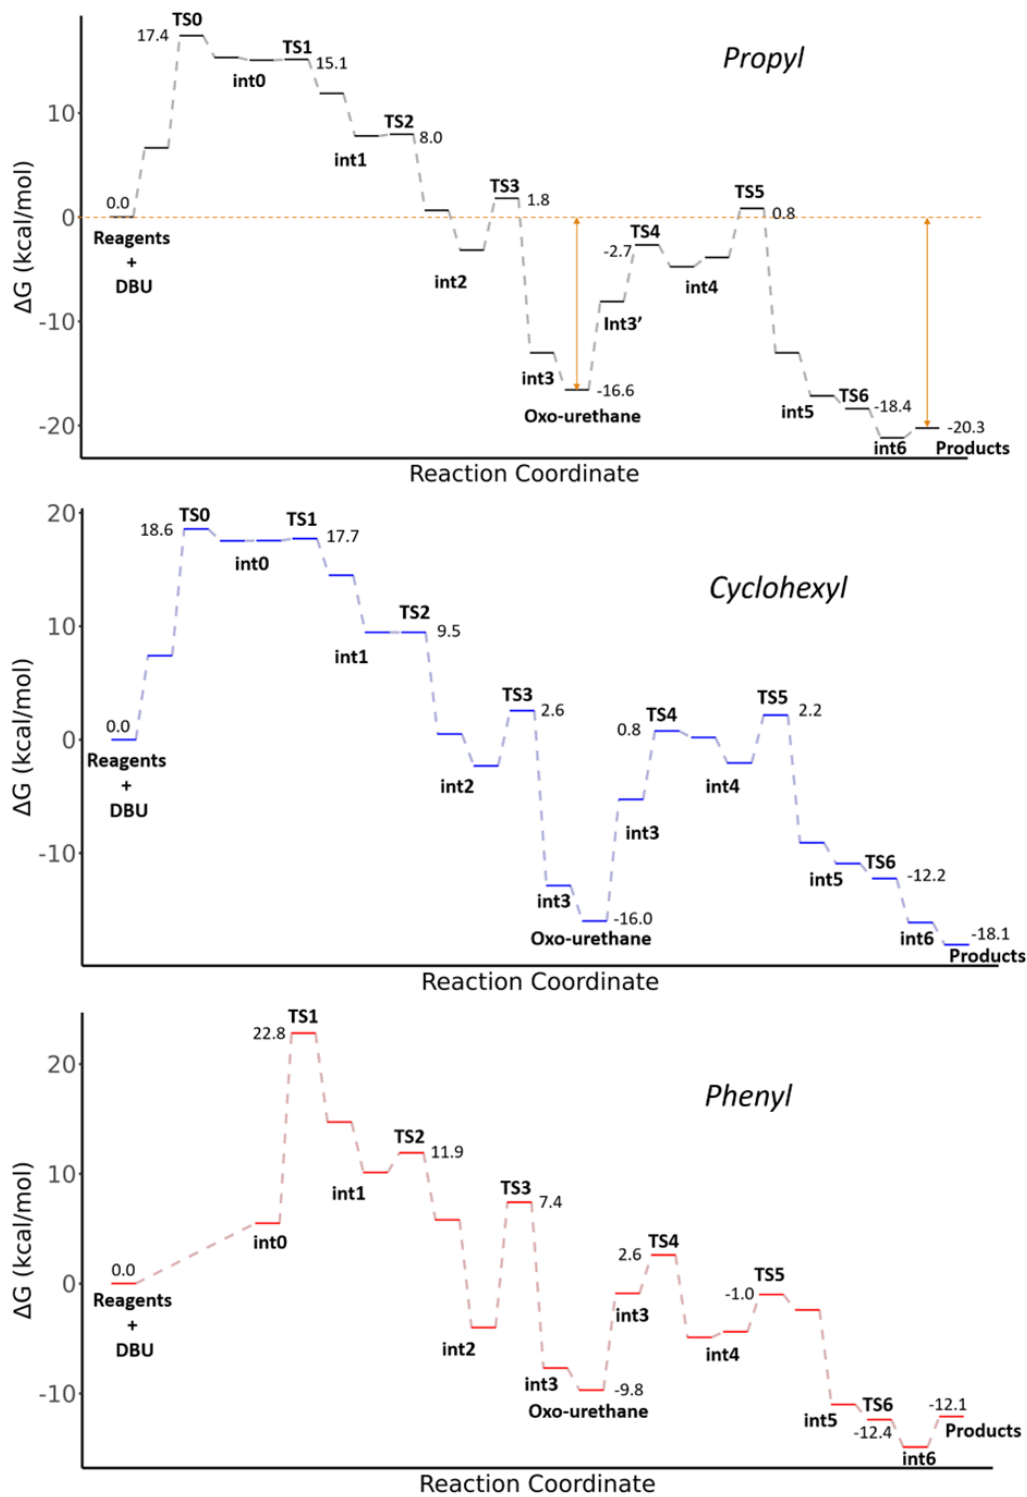 TS0
17.4
TS1
15.1
int0
Propyl
10
TS2
8.0
int1
TS3
1.8
TS5
0.8
0.0
0
Reagents
+
DBU
TS4
-2.7
int2
int4
ΔG (kcal/mol)
-10
Int3’
int3
-16.6
Oxo-urethane
TS6
-18.4
int5
-20
-20.3
int6
Products
Reaction Coordinate
20
TS0
18.6
TS1
17.7
int0
Cyclohexyl
10
TS2
9.5
int1
TS3
2.6
TS4
0.8
TS5
2.2
0.0
0
Reagents
+
DBU
int2
int4
int3
ΔG (kcal/mol)
-10
TS6
-12.2
int5
int3
-16.0
Oxo-urethane
int6
-18.1
Products
Reaction Coordinate
TS1
22.8
20
Phenyl
TS2
11.9
10
int1
TS3
7.4
int0
TS4
2.6
TS5
-1.0
0.0
0
Reagents
+
DBU
int3
int2
int4
ΔG (kcal/mol)
int3
-9.8
Oxo-urethane
-10
TS6
-12.4
int5
-12.1
Products
int6
Reaction Coordinate